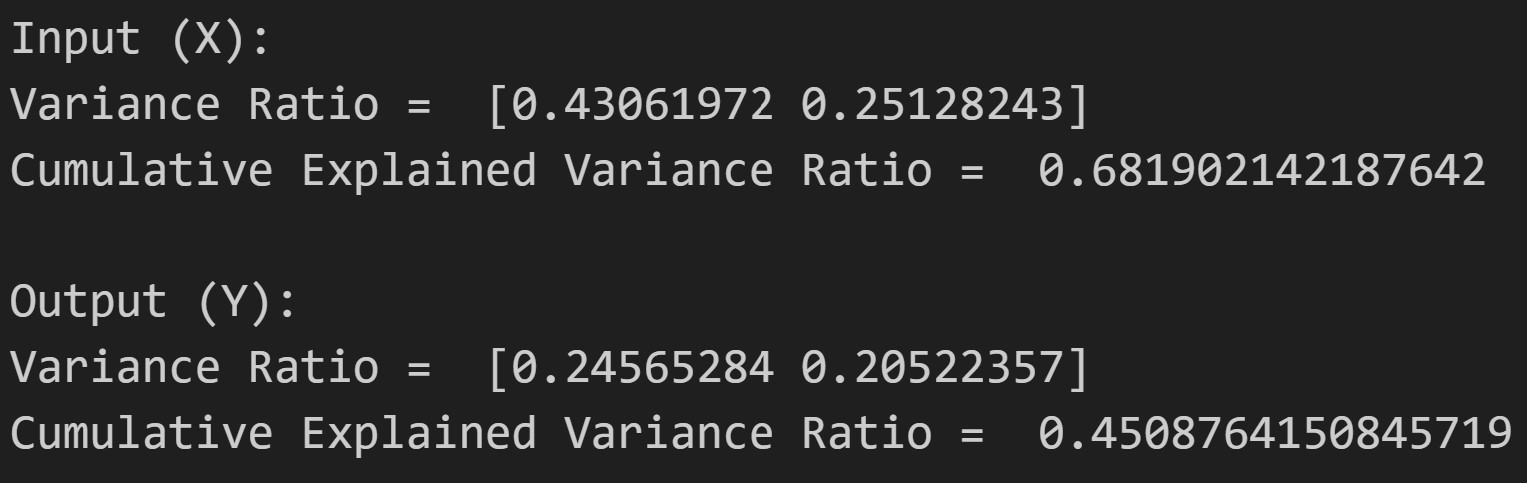 Input (X):
Variance Ratio =  [0.43061972 0.25128243]
Cumulative Explained Variance Ratio =  0.681902142187642
Output (Y):
Variance Ratio =  [0.24565284 0.20522357]
Cumulative Explained Variance Ratio =  0.4508764150845719